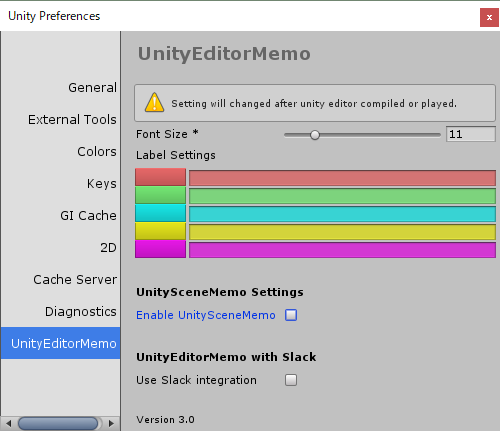 Unity Preferences
x
General
External Tools
Colors
Keys
GI Cache
2D
Cache Server
Diagnostics
UnityEditorMemo
UnityEditorMemo
Setting will changed after unity editor compiled or played.
Font Size * 11
Label Settings
UnitySceneMemo Settings
Enable UnitySceneMemo
UnityEditorMemo with Slack
Use Slack integration
Version 3.0